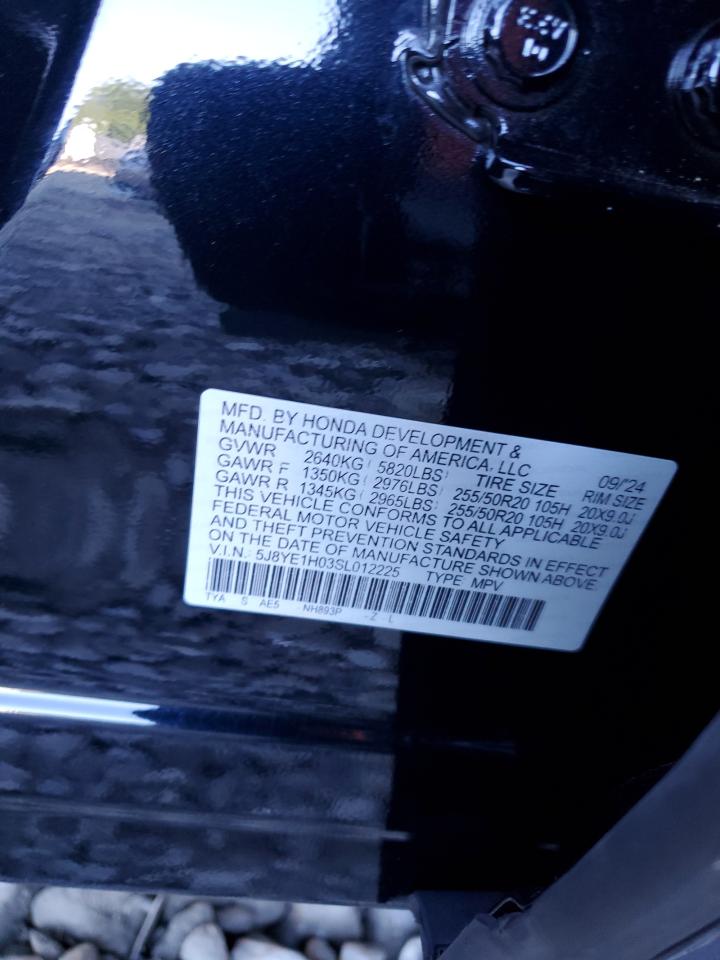 MFD. BY HONDA DEVELOPMENT &
MANUFACTURING OF AMERICA, LLC 09/'24
GVWR 2640KG ( 5820LBS) TIRE SIZE RIM SIZE
GAWR F 1350KG ( 2976LBS) 255/50R20 105H 20X9.0J
GAWR R 1345KG ( 2965LBS) 255/50R20 105H 20X9.0J
THIS VEHICLE CONFORMS TO ALL APPLICABLE
FEDERAL MOTOR VEHICLE SAFETY
AND THEFT PREVENTION STANDARDS IN EFFECT
ON THE DATE OF MANUFACTURE SHOWN ABOVE.
V.I.N.: 5J8YE1H03SL012225 TYPE: MPV
TYA S AE5 NH893P -Z -L